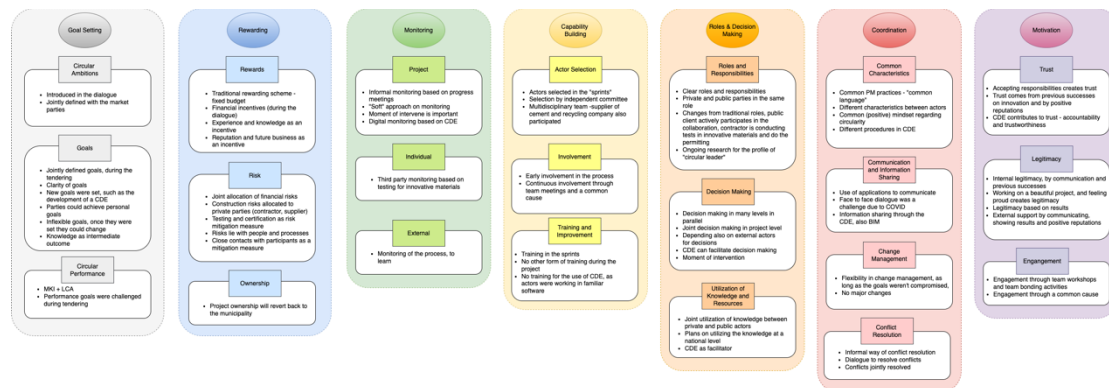 Goal Setting
Circular
Ambitions
• Introduced in the dialogue
• Jointly defined with the market
parties
Goals
• Jointly defined goals, during the
tendering
• Clarity of goals
• New goals were set, such as the
development of a CDE
• Parties could achieve personal
goals
• Inflexible goals, once they were
set they could change
• Knowledge as intermediate
outcome
Circular
Performance
• MKI + LCA
• Performance goals were challenged
during tendering
Rewarding
Rewards
• Traditional rewarding scheme -
fixed budget
• Financial incentives (during the
dialogue)
• Experience and knowledge as an
incentive
• Reputation and future business as
an incentive
Risk
• Joint allocation of financial risks
• Construction risks allocated to
private parties (contractor, supplier)
• Testing and certification as risk
mitigation measure
• Risks lie with people and processes
• Close contacts with participants as a
mitigation measure
Ownership
• Project ownership will revert back to
the municipality
Monitoring
Project
• Informal monitoring based on progress
meetings
• "Soft" approach on monitoring
• Moment of intervene is important
• Digital monitoring based on CDE
Individual
• Third party monitoring based on
testing for innovative materials
External
• Monitoring of the process, to
learn
Capability
Building
Actor Selection
• Actors selected in the "sprints"
• Selection by independent committee
• Multidisciplinary team -supplier of
cement and recycling company also
participated
Involvement
• Early involvement in the process
• Continuous involvement through
team meetings and a common
cause
Training and
Improvement
• Training in the sprints
• No other form of training during the
project
• No training for the use of CDE, as
actors were working in familiar
software
Roles & Decision
Making
Roles and
Responsibilities
• Clear roles and responsibilities
• Private and public parties in the same
role
• Changes from traditional roles, public
client actively participates in the
collaboration, contractor is conducting
tests in innovative materials and do the
permitting
• Ongoing research for the profile of
"circular leader"
Decision Making
• Decision making in many levels in
parallel
• Joint decision making in project level
• Depending also on external actors for
decisions
• CDE can facilitate decision making
• Moment of intervention
Utilization of
Knowledge and
Resources
• Joint utilization of knowledge between
private and public actors
• Plans on utilizing the knowledge at a
national level
• CDE as facilitator
Coordination
Common
Characteristics
• Common PM practices - "common
language"
• Different characteristics between actors
• Common (positive) mindset regarding
circularity
• Different procedures in CDE
Communication
and Information
Sharing
• Use of applications to communicate
• Face to face dialogue was a
challenge due to COVID
• Information sharing through the
CDE, also BIM
Change
Management
• Flexibility in change management, as
long as the goals weren't compromised,
• No major changes
Conflict
Resolution
• Informal way of conflict resolution
• Dialogue to resolve conflicts
• Conflicts jointly resolved
Motivation
Trust
• Accepting responsibilities creates trust
• Trust comes from previous successes
on innovation and by positive
reputations
• CDE contributes to trust - accountability
and trustworthiness
Legitimacy
• Internal legitimacy, by communication and
previous successes
• Working on a beautiful project, and feeling
proud creates legitimacy
• Legitimacy based on results
• External support by communicating,
showing results and positive reputations
Engangement
• Engagement through team workshops
and team bonding activities
• Engagement through a common cause